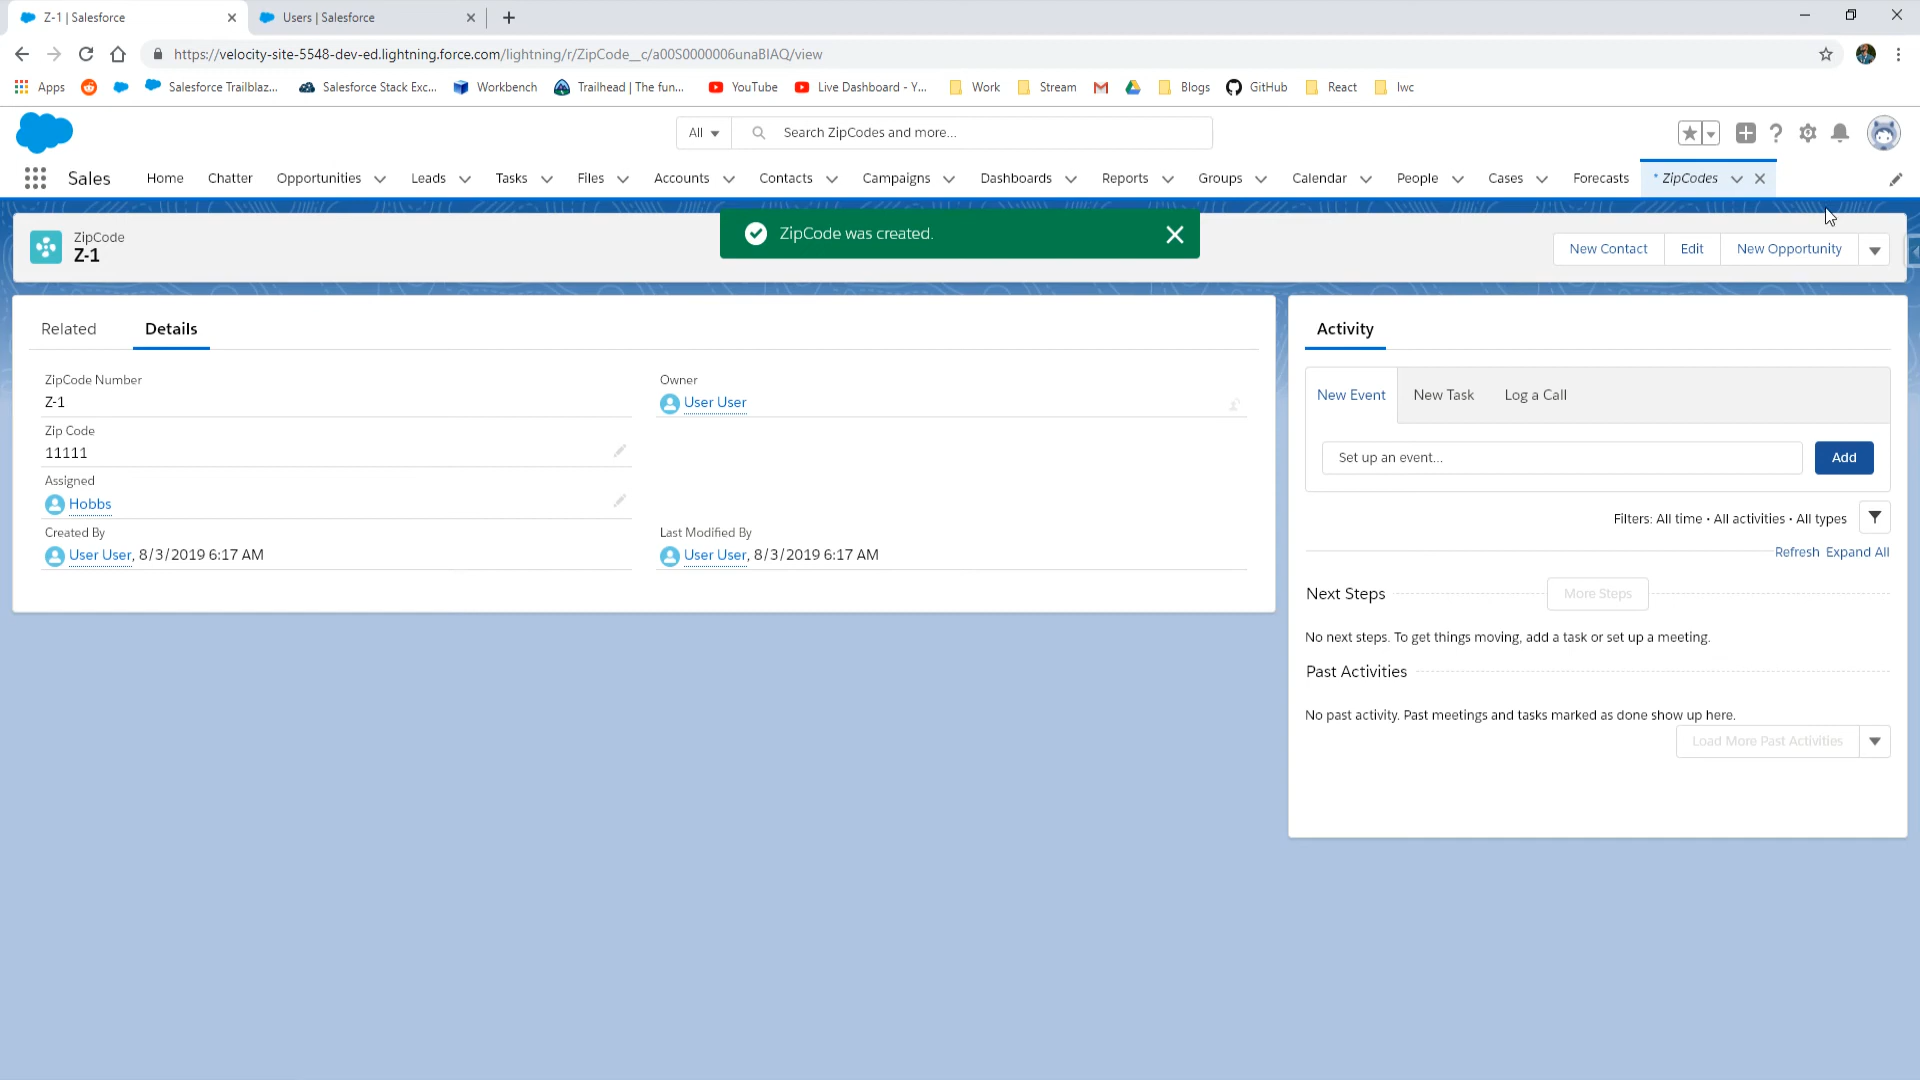 Z-1 | Salesforce
Users | Salesforce
https://velocity-site-5548-dev-ed.lightning.force.com/lightning/r/ZipCode__c/a00S0000006unaBIAQ/view
Apps
Salesforce Trailblaz...
Salesforce Stack Exc...
Workbench
Trailhead | The fun...
YouTube
Live Dashboard - Y...
Work
Stream
Blogs
GitHub
React
lwc
All
Search ZipCodes and more...
Sales
Home
Chatter
Opportunities
Leads
Tasks
Files
Accounts
Contacts
Campaigns
Dashboards
Reports
Groups
Calendar
People
Cases
Forecasts
* ZipCodes
ZipCode was created.
ZipCode
Z-1
New Contact
Edit
New Opportunity
Related
Details
ZipCode Number
Z-1
Owner
User User
Zip Code
11111
Assigned
Hobbs
Created By
User User, 8/3/2019 6:17 AM
Last Modified By
User User, 8/3/2019 6:17 AM
Activity
New Event
New Task
Log a Call
Set up an event...
Add
Filters: All time • All activities • All types
Refresh
Expand All
Next Steps
More Steps
No next steps. To get things moving, add a task or set up a meeting.
Past Activities
No past activity. Past meetings and tasks marked as done show up here.
Load More Past Activities